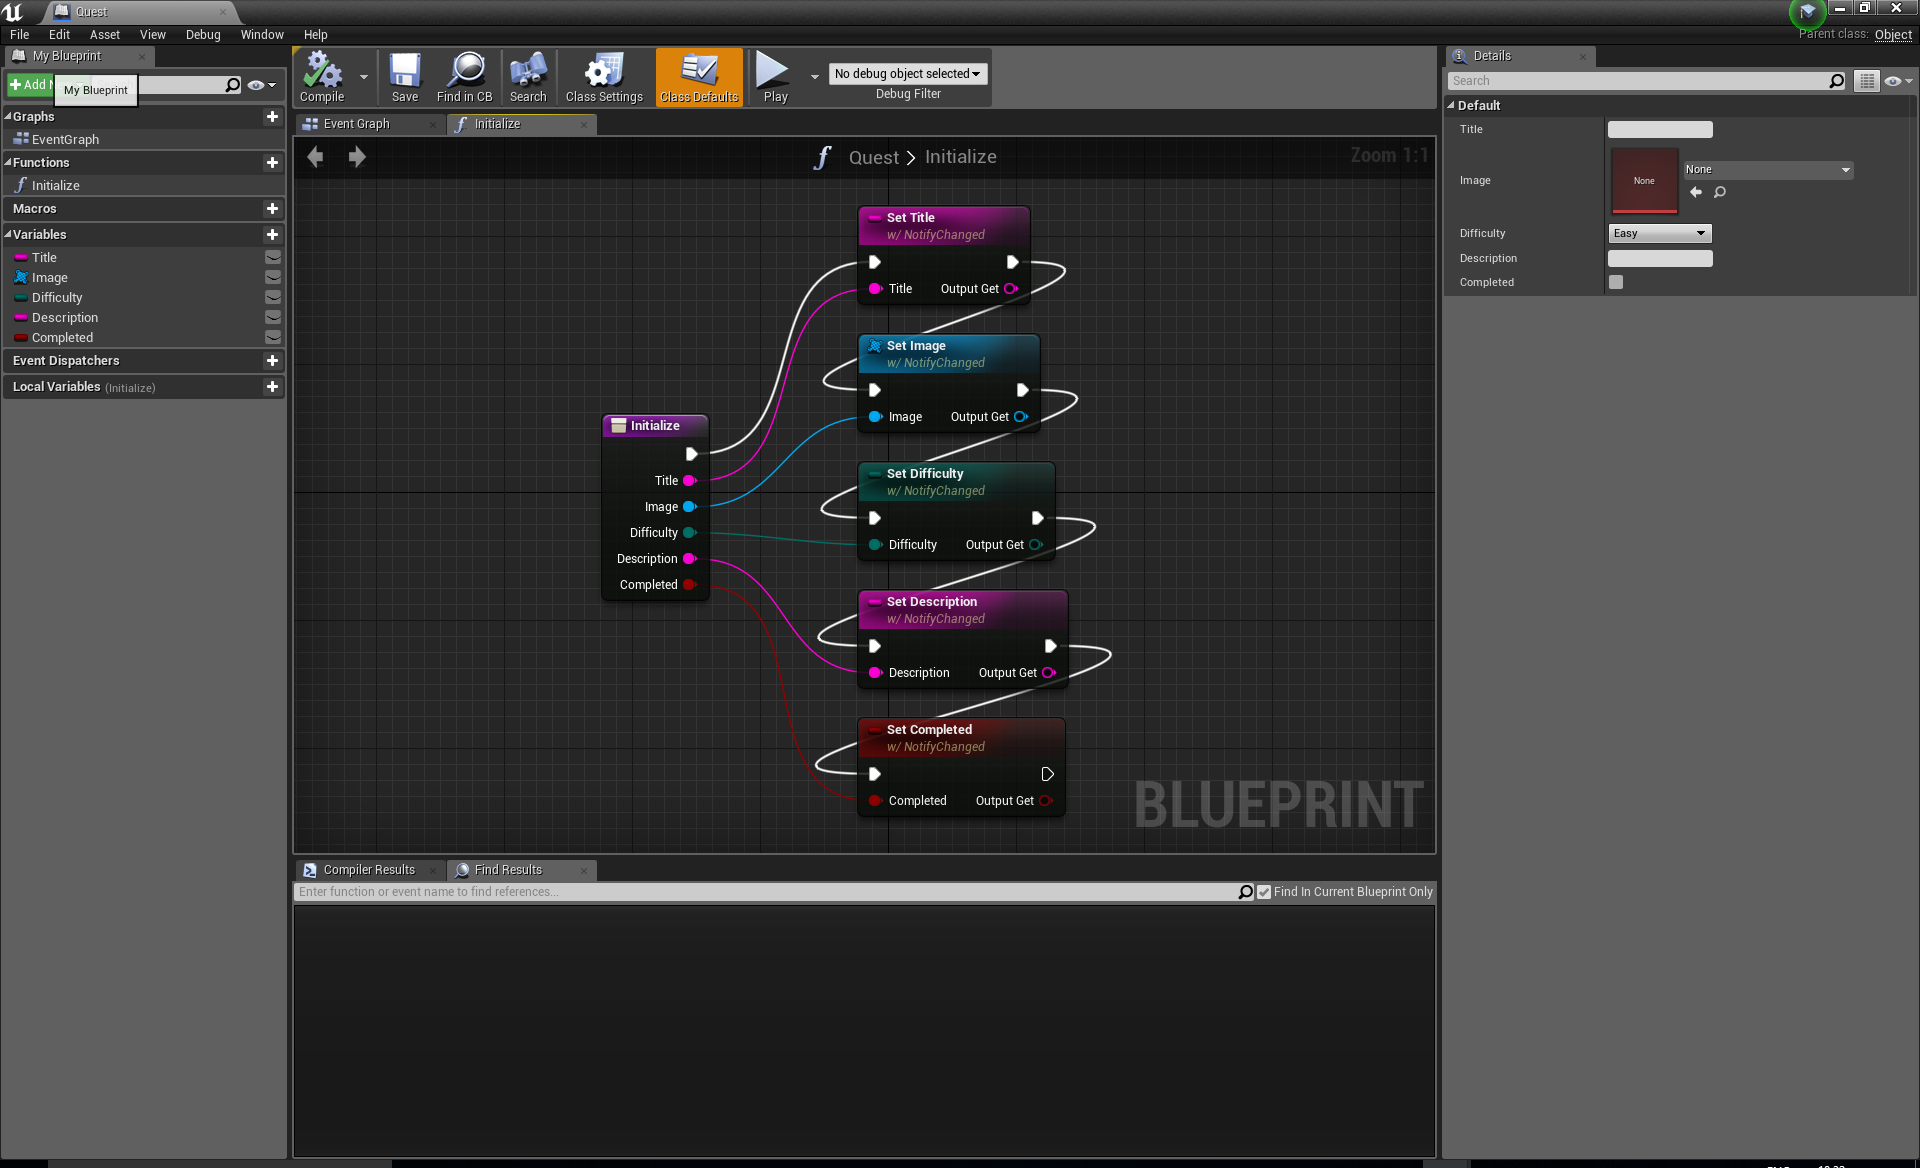 Quest
File Edit Asset View Debug Window Help
Parent class: Object
My Blueprint
Add
My Blueprint
Graphs
EventGraph
Functions
Initialize
Macros
Variables
Title
Image
Difficulty
Description
Completed
Event Dispatchers
Local Variables (Initialize)
Compile
Save
Find in CB
Search
Class Settings
Class Defaults
Play
No debug object selected
Debug Filter
Event Graph
Initialize
Quest > Initialize
Zoom 1:1
Initialize
Title
Image
Difficulty
Description
Completed
Set Title
w/ NotifyChanged
Title Output Get
Set Image
w/ NotifyChanged
Image Output Get
Set Difficulty
w/ NotifyChanged
Difficulty Output Get
Set Description
w/ NotifyChanged
Description Output Get
Set Completed
w/ NotifyChanged
Completed Output Get
BLUEPRINT
Compiler Results
Find Results
Enter function or event name to find references...
Find In Current Blueprint Only
Details
Search
Default
Title
Image
None
None
Difficulty
Easy
Description
Completed